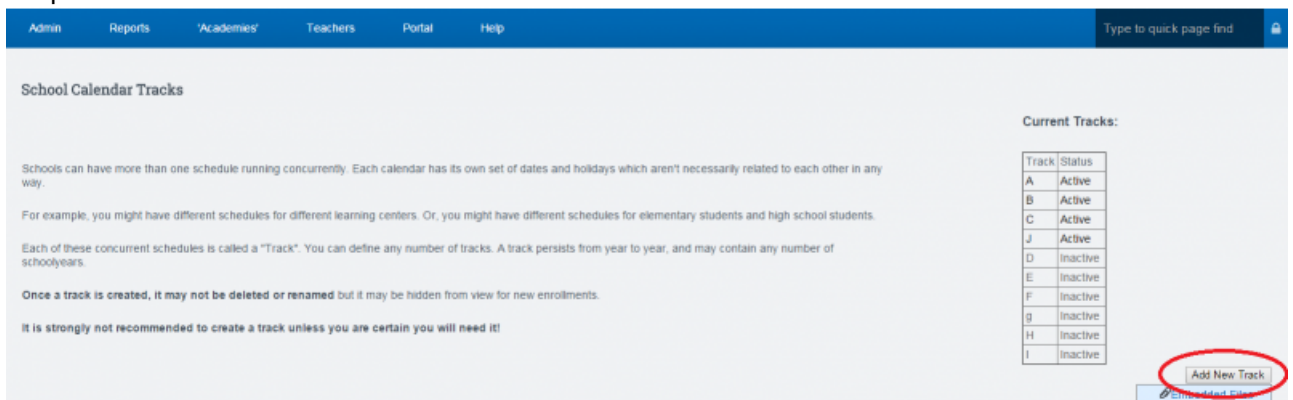 Admin Reports 'Academies' Teachers Portal Help Type to quick page find
School Calendar Tracks
Current Tracks:
Schools can have more than one schedule running concurrently. Each calendar has its own set of dates and holidays which aren't necessarily related to each other in any
way.
For example, you might have different schedules for different learning centers. Or, you might have different schedules for elementary students and high school students.
Each of these concurrent schedules is called a "Track". You can define any number of tracks. A track persists from year to year, and may contain any number of
schoolyears.
Once a track is created, it may not be deleted or renamed but it may be hidden from view for new enrollments.
It is strongly not recommended to create a track unless you are certain you will need it!
Track Status
A Active
B Active
C Active
J Active
D Inactive
E Inactive
F Inactive
g Inactive
H Inactive
I Inactive
Add New Track
Embedded Files